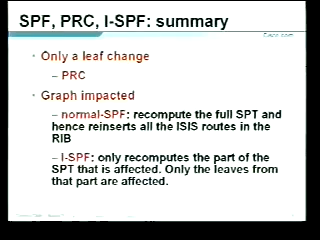 SPF, PRC, I-SPF: summary
Cisco.com
· Only a leaf change
– PRC
· Graph impacted
– normal-SPF: recompute the full SPT and
hence reinserts all the ISIS routes in the
RIB
– I-SPF: only recomputes the part of the
SPT that is affected. Only the leaves from
that part are affected.